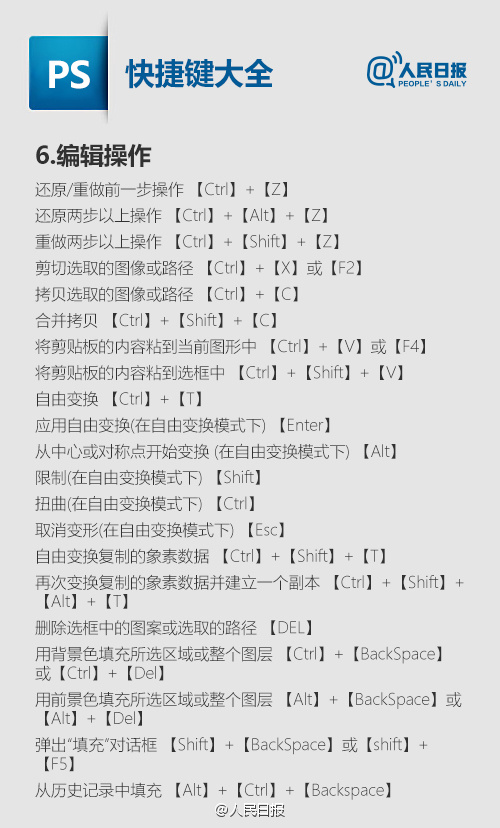 PS
快捷键大全
@人民日报
PEOPLE'S DAILY
6.编辑操作
还原/重做前一步操作 【Ctrl】+【Z】
还原两步以上操作 【Ctrl】+【Alt】+【Z】
重做两步以上操作 【Ctrl】+【Shift】+【Z】
剪切选取的图像或路径 【Ctrl】+【X】或【F2】
拷贝选取的图像或路径 【Ctrl】+【C】
合并拷贝 【Ctrl】+【Shift】+【C】
将剪贴板的内容粘到当前图形中 【Ctrl】+【V】或【F4】
将剪贴板的内容粘到选框中 【Ctrl】+【Shift】+【V】
自由变换 【Ctrl】+【T】
应用自由变换(在自由变换模式下) 【Enter】
从中心或对称点开始变换 (在自由变换模式下) 【Alt】
限制(在自由变换模式下) 【Shift】
扭曲(在自由变换模式下) 【Ctrl】
取消变形(在自由变换模式下) 【Esc】
自由变换复制的象素数据 【Ctrl】+【Shift】+【T】
再次变换复制的象素数据并建立一个副本 【Ctrl】+【Shift】+
【Alt】+【T】
删除选框中的图案或选取的路径 【DEL】
用背景色填充所选区域或整个图层 【Ctrl】+【BackSpace】
或【Ctrl】+【Del】
用前景色填充所选区域或整个图层 【Alt】+【BackSpace】或
【Alt】+【Del】
弹出“填充”对话框 【Shift】+【BackSpace】或【shift】+
【F5】
从历史记录中填充 【Alt】+【Ctrl】+【Backspace】
@人民日报